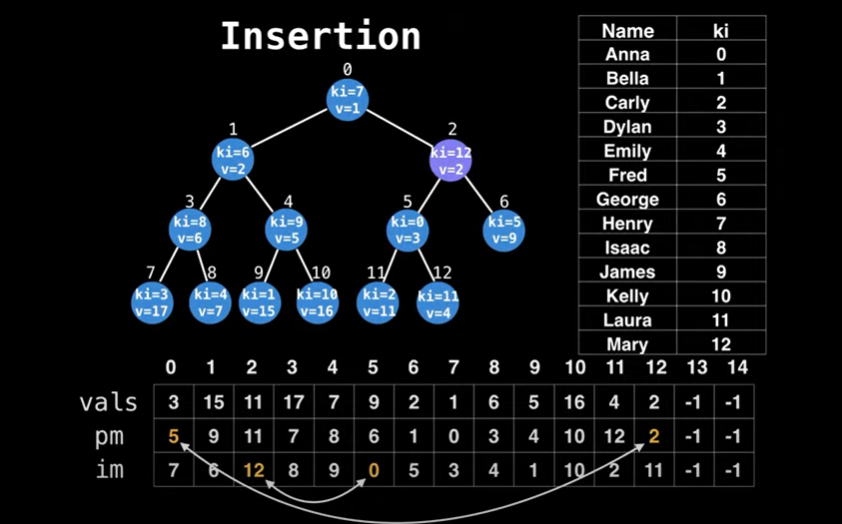 Insertion
Name ki
Anna 0
Bella 1
Carly 2
Dylan 3
Emily 4
Fred 5
George 6
Henry 7
Isaac 8
James 9
Kelly 10
Laura 11
Mary 12
0
ki=7
v=1
1
ki=6
v=2
2
ki=12
v=2
3
ki=8
v=6
4
ki=9
v=5
5
ki=0
v=3
6
ki=5
v=9
7
ki=3
v=17
8
ki=4
v=7
9
ki=1
v=15
10
ki=10
v=16
11
ki=2
v=11
12
ki=11
v=4
0 1 2 3 4 5 6 7 8 9 10 11 12 13 14
vals 3 15 11 17 7 9 2 1 6 5 16 4 2 -1 -1
pm 5 9 11 7 8 6 1 0 3 4 10 12 2 -1 -1
im 7 6 12 8 9 0 5 3 4 1 10 2 11 -1 -1